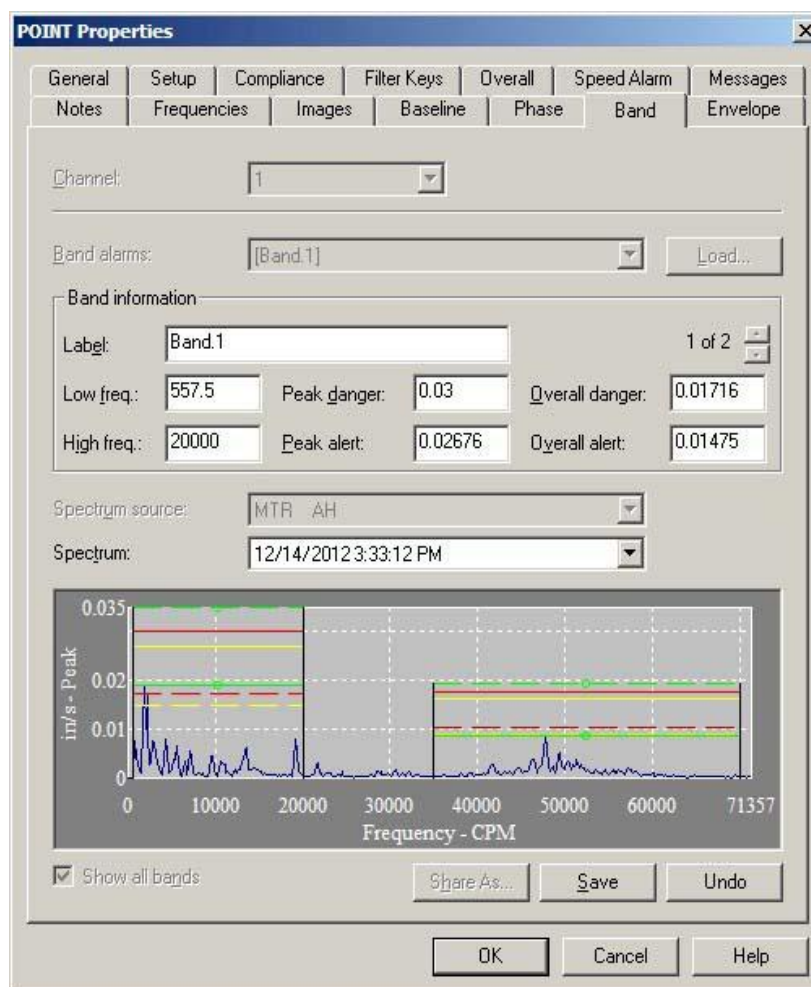 POINT Properties
General Setup Compliance Filter Keys Overall Speed Alarm Messages
Notes Frequencies Images Baseline Phase Band Envelope
Channel: 1
Band alarms: [Band.1] Load...
Band information
Label: Band.1 1 of 2
Low freq.: 557.5 Peak danger: 0.03 Overall danger: 0.01716
High freq.: 20000 Peak alert: 0.02676 Overall alert: 0.01475
Spectrum source: MTR AH
Spectrum: 12/14/2012 3:33:12 PM
0.035
0.02
0.01
0
in/s - Peak
0 10000 20000 30000 40000 50000 60000 71357
Frequency - CPM
Show all bands Share As... Save Undo
OK Cancel Help